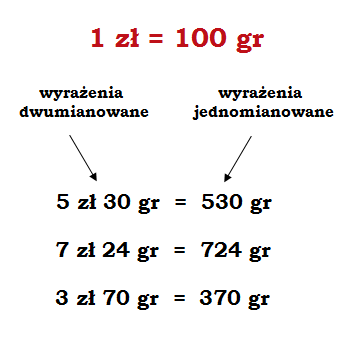 1 zł = 100 gr
wyrażenia
dwumianowane
wyrażenia
jednomianowane
5 zł 30 gr = 530 gr
7 zł 24 gr = 724 gr
3 zł 70 gr = 370 gr